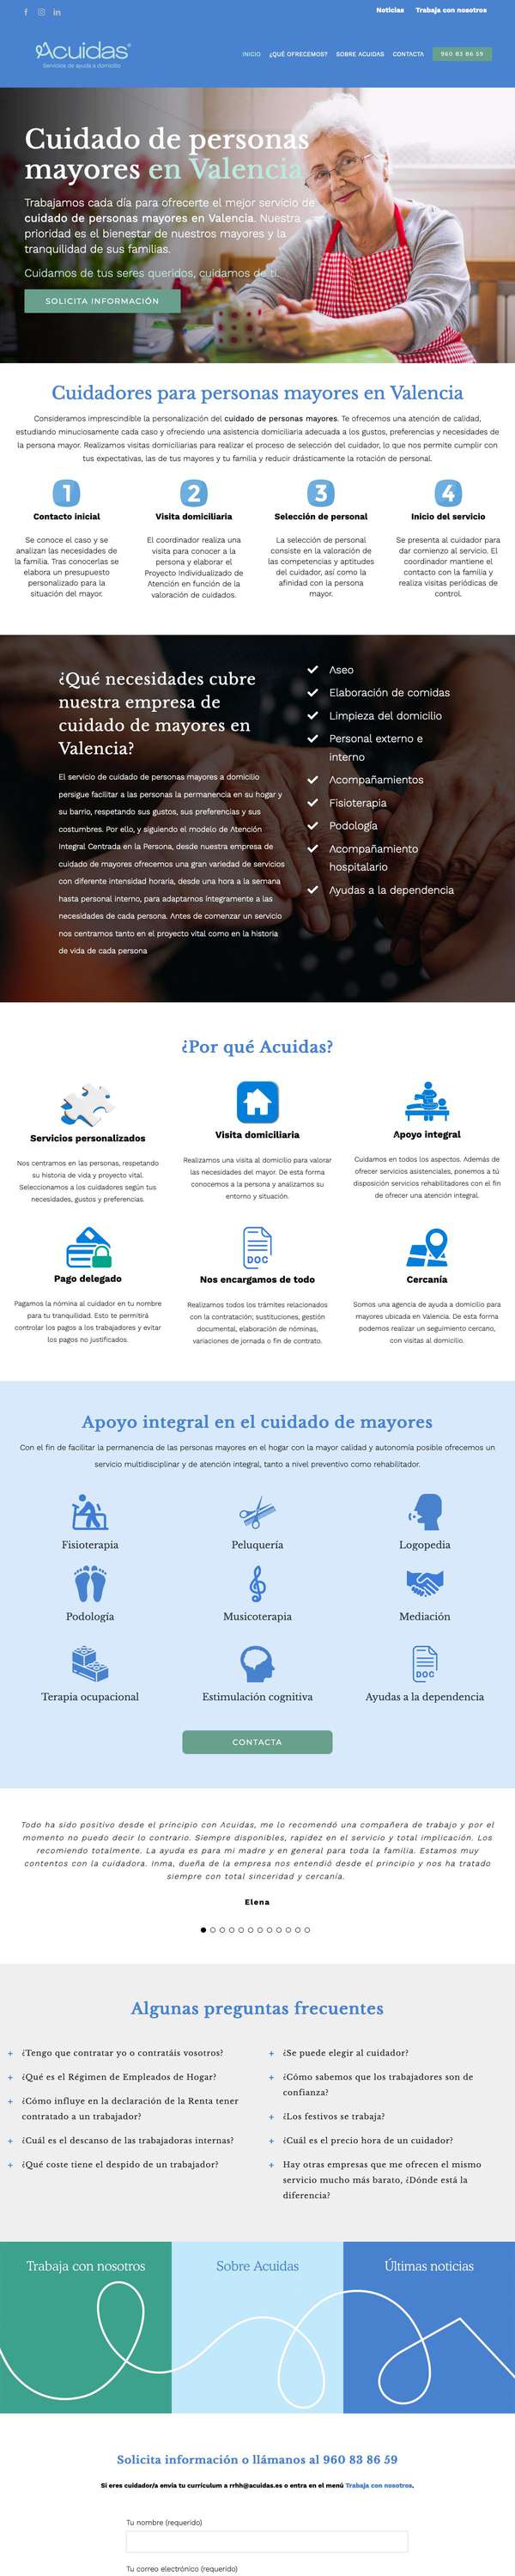 Noticias Trabaja con nosotros
Acuidas®
Servicios de ayuda a domicilio
INICIO ¿QUÉ OFRECEMOS? SOBRE ACUIDAS CONTACTA 960 83 86 59
Cuidado de personas
mayores en Valencia
Trabajamos cada día para ofrecerte el mejor servicio de
cuidado de personas mayores en Valencia. Nuestra
prioridad es el bienestar de nuestros mayores y la
tranquilidad de sus familias.
Cuidamos de tus seres queridos, cuidamos de ti.
SOLICITA INFORMACIÓN
Cuidadores para personas mayores en Valencia
Consideramos imprescindible la personalización del cuidado de personas mayores. Te ofrecemos una atención de calidad,
estudiando minuciosamente cada caso y ofreciendo una asistencia domiciliaria adecuada a los gustos, preferencias y necesidades de
la persona mayor. Realizamos visitas domiciliarias para realizar el proceso de selección del cuidador, lo que nos permite cumplir con
tus expectativas, las de tus mayores y tu familia y reducir drásticamente la rotación de personal.
1
Contacto inicial
Se conoce el caso y se
analizan las necesidades de
la familia. Tras conocerlas se
elabora un presupuesto
personalizado para la
situación del mayor.
2
Visita domiciliaria
El coordinador realiza una
visita para conocer a la
persona y elaborar el
Proyecto Individualizado de
Atención en función de la
valoración de cuidados.
3
Selección de personal
La selección de personal
consiste en la valoración de
las competencias y aptitudes
del cuidador, así como la
afinidad con la persona
mayor.
4
Inicio del servicio
Se presenta al cuidador para
dar comienzo al servicio. El
coordinador mantiene el
contacto con la familia y
realiza visitas periódicas de
control.
¿Qué necesidades cubre
nuestra empresa de
cuidado de mayores en
Valencia?
El servicio de cuidado de personas mayores a domicilio
persigue facilitar a las personas la permanencia en su hogar y
su barrio, respetando sus gustos, sus preferencias y sus
costumbres. Por ello, y siguiendo el modelo de Atención
Integral Centrada en la Persona, desde nuestra empresa de
cuidado de mayores ofrecemos una gran variedad de servicios
con diferente intensidad horaria, desde una hora a la semana
hasta personal interno, para adaptarnos íntegramente a las
necesidades de cada persona. Antes de comenzar un servicio
nos centramos tanto en el proyecto vital como en la historia
de vida de cada persona
Aseo
Elaboración de comidas
Limpieza del domicilio
Personal externo e
interno
Acompañamientos
Fisioterapia
Podología
Acompañamiento
hospitalario
Ayudas a la dependencia
¿Por qué Acuidas?
Servicios personalizados
Nos centramos en las personas, respetando
su historia de vida y proyecto vital.
Seleccionamos a los cuidadores según tus
necesidades, gustos y preferencias.
Visita domiciliaria
Realizamos una visita al domicilio para valorar
las necesidades del mayor. De esta forma
conocemos a la persona y analizamos su
entorno y situación.
Apoyo integral
Cuidamos en todos los aspectos. Además de
ofrecer servicios asistenciales, ponemos a tú
disposición servicios rehabilitadores con el fin
de ofrecer una atención integral.
Pago delegado
Pagamos la nómina al cuidador en tu nombre
para tu tranquilidad. Esto te permitirá
controlar los pagos a los trabajadores y evitar
los pagos no justificados.
DOC
Nos encargamos de todo
Realizamos todos los trámites relacionados
con la contratación; sustituciones, gestión
documental, elaboración de nóminas,
variaciones de jornada o fin de contrato.
Cercanía
Somos una agencia de ayuda a domicilio para
mayores ubicada en Valencia. De esta forma
podemos realizar un seguimiento cercano,
con visitas al domicilio.
Apoyo integral en el cuidado de mayores
Con el fin de facilitar la permanencia de las personas mayores en el hogar con la mayor calidad y autonomía posible ofrecemos un
servicio multidisciplinar y de atención integral, tanto a nivel preventivo como rehabilitador.
Fisioterapia
Peluquería
Logopedia
Podología
Musicoterapia
Mediación
DOC
Terapia ocupacional
Estimulación cognitiva
Ayudas a la dependencia
CONTACTA
Todo ha sido positivo desde el principio con Acuidas, me lo recomendó una compañera de trabajo y por el
momento no puedo decir lo contrario. Siempre disponibles, rapidez en el servicio y total implicación. Los
recomiendo totalmente. La ayuda es para mi madre y en general para toda la familia. Estamos muy
contentos con la cuidadora. Inma, dueña de la empresa nos entendió desde el principio y nos ha tratado
siempre con total sinceridad y cercanía.
Elena
Algunas preguntas frecuentes
+ ¿Tengo que contratar yo o contratáis vosotros?
+ ¿Qué es el Régimen de Empleados de Hogar?
+ ¿Cómo influye en la declaración de la Renta tener
contratado a un trabajador?
+ ¿Cuál es el descanso de las trabajadoras internas?
+ ¿Qué coste tiene el despido de un trabajador?
+ ¿Se puede elegir al cuidador?
+ ¿Cómo sabemos que los trabajadores son de
confianza?
+ ¿Los festivos se trabaja?
+ ¿Cuál es el precio hora de un cuidador?
+ Hay otras empresas que me ofrecen el mismo
servicio mucho más barato, ¿Dónde está la
diferencia?
Trabaja con nosotros
Sobre Acuidas
Últimas noticias
Solicita información o llámanos al 960 83 86 59
Si eres cuidador/a envía tu currículum a rrhh@acuidas.es o entra en el menú Trabaja con nosotros.
Tu nombre (requerido)
Tu correo electrónico (requerido)